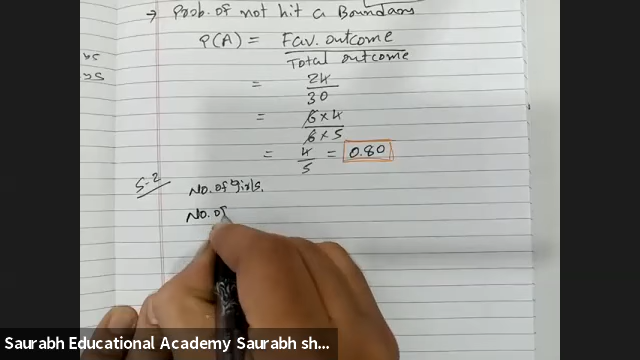 → Prob. of not hit a Boundary
P(A) = Fav. outcome
Total outcome
= 24
30
= 6 × 4
6 × 5
= 4 = 0.80
5
S-2
No. of girls.
No. of
Saurabh Educational Academy Saurabh sh...